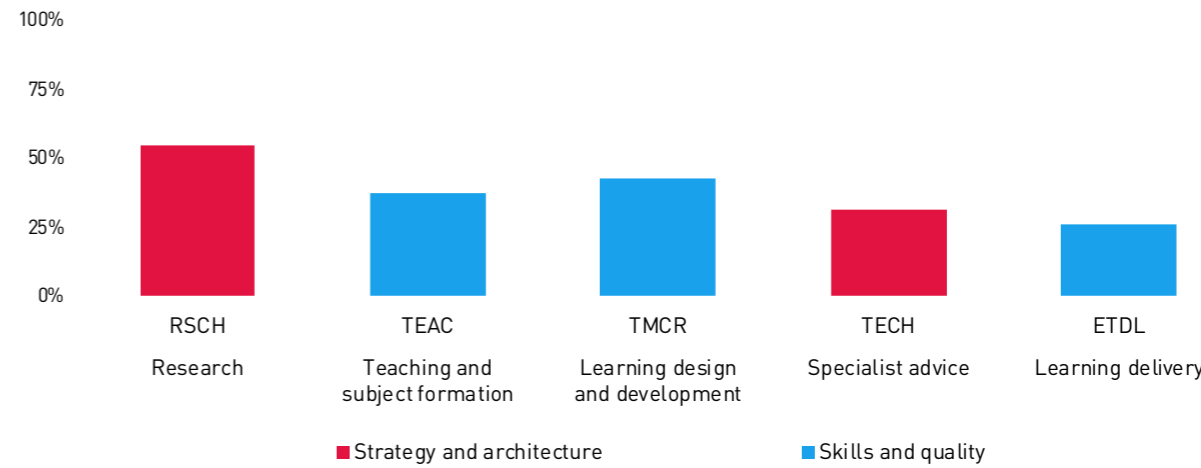 100%
75%
50%
25%
0%
RSCH
TEAC
TMCR
TECH
ETDL
Research
Teaching and
subject formation
Learning design
and development
Specialist advice
Learning delivery
Strategy and architecture
Skills and quality